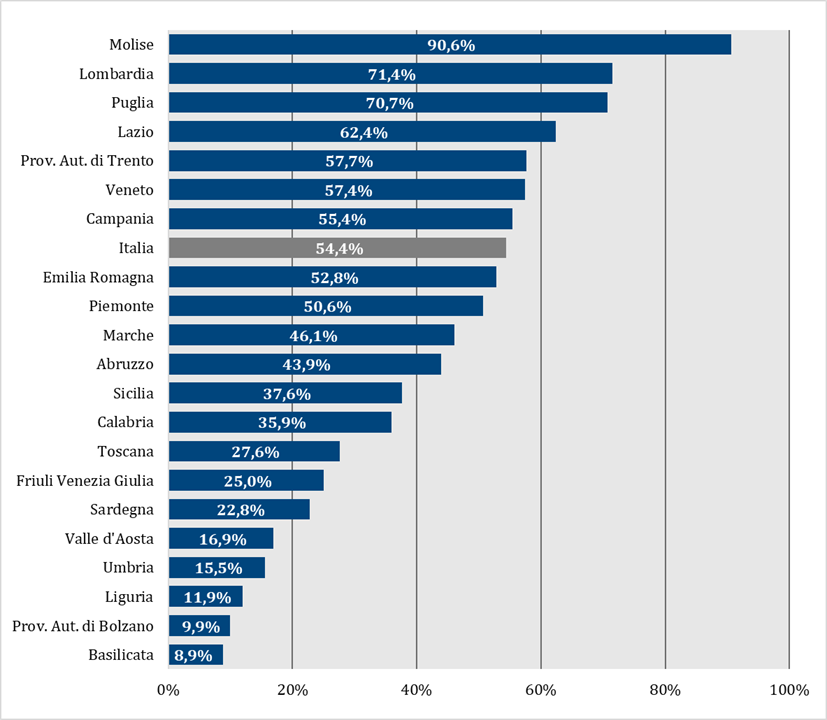 Molise 90,6%
Lombardia 71,4%
Puglia 70,7%
Lazio 62,4%
Prov. Aut. di Trento 57,7%
Veneto 57,4%
Campania 55,4%
Italia 54,4%
Emilia Romagna 52,8%
Piemonte 50,6%
Marche 46,1%
Abruzzo 43,9%
Sicilia 37,6%
Calabria 35,9%
Toscana 27,6%
Friuli Venezia Giulia 25,0%
Sardegna 22,8%
Valle d'Aosta 16,9%
Umbria 15,5%
Liguria 11,9%
Prov. Aut. di Bolzano 9,9%
Basilicata 8,9%
0% 20% 40% 60% 80% 100%